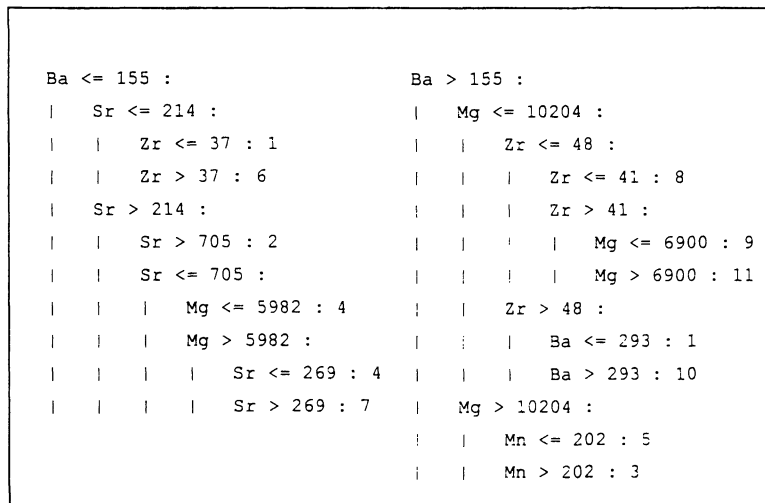 Ba <= 155 :
|   Sr <= 214 :
|   |   Zr <= 37 : 1
|   |   Zr > 37 : 6
|   Sr > 214 :
|   |   Sr > 705 : 2
|   |   Sr <= 705 :
|   |   |   Mg <= 5982 : 4
|   |   |   Mg > 5982 :
|   |   |   |   Sr <= 269 : 4
|   |   |   |   Sr > 269 : 7
Ba > 155 :
|   Mg <= 10204 :
|   |   Zr <= 48 :
|   |   |   Zr <= 41 : 8
|   |   |   Zr > 41 :
|   |   |   |   Mg <= 6900 : 9
|   |   |   |   Mg > 6900 : 11
|   |   Zr > 48 :
|   |   |   Ba <= 293 : 1
|   |   |   Ba > 293 : 10
|   Mg > 10204 :
|   |   Mn <= 202 : 5
|   |   Mn > 202 : 3